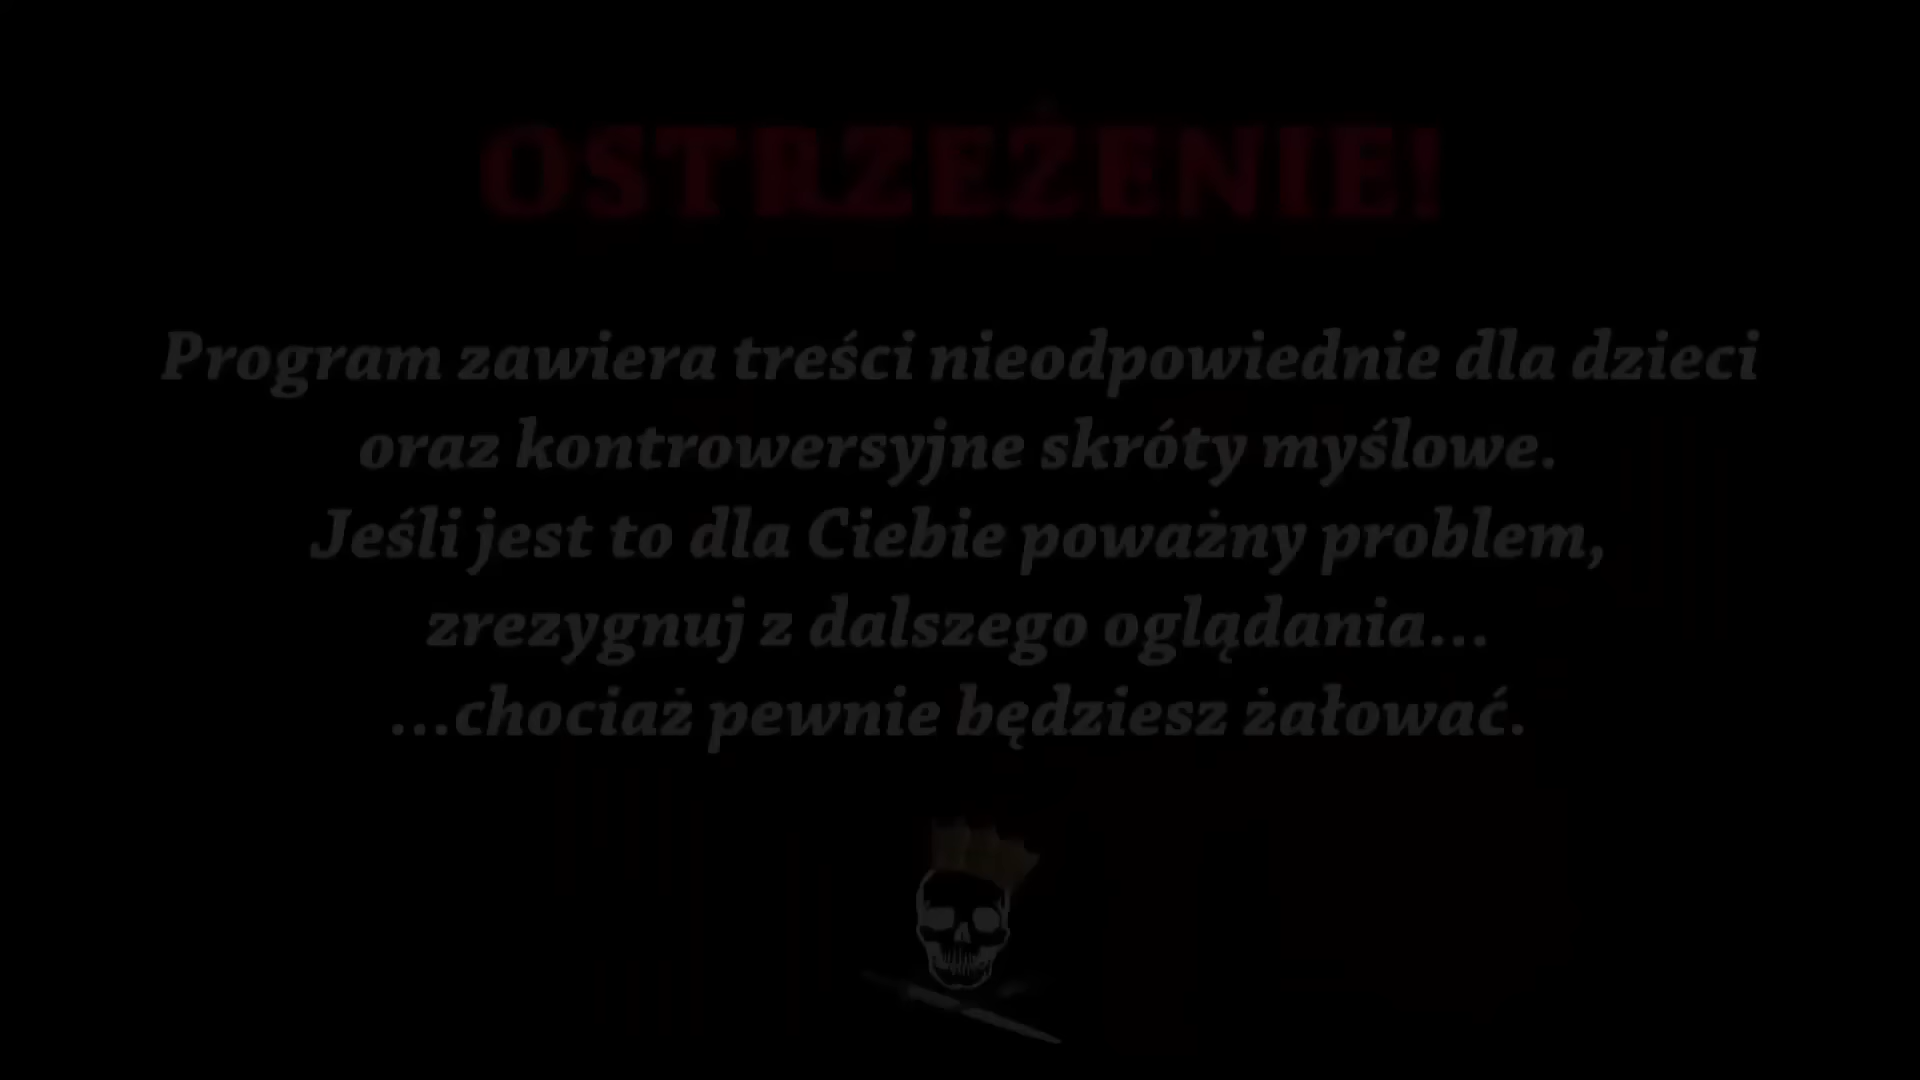 OSTRZEŻENIE!
Program zawiera treści nieodpowiednie dla dzieci
oraz kontrowersyjne skróty myślowe.
Jeśli jest to dla Ciebie poważny problem,
zrezygnuj z dalszego oglądania...
...chociaż pewnie będziesz żałować.